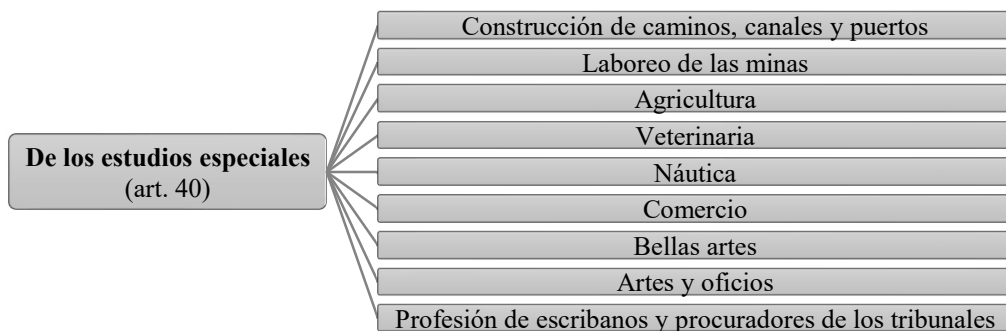 De los estudios especiales
(art. 40)
Construcción de caminos, canales y puertos
Laboreo de las minas
Agricultura
Veterinaria
Náutica
Comercio
Bellas artes
Artes y oficios
Profesión de escribanos y procuradores de los tribunales